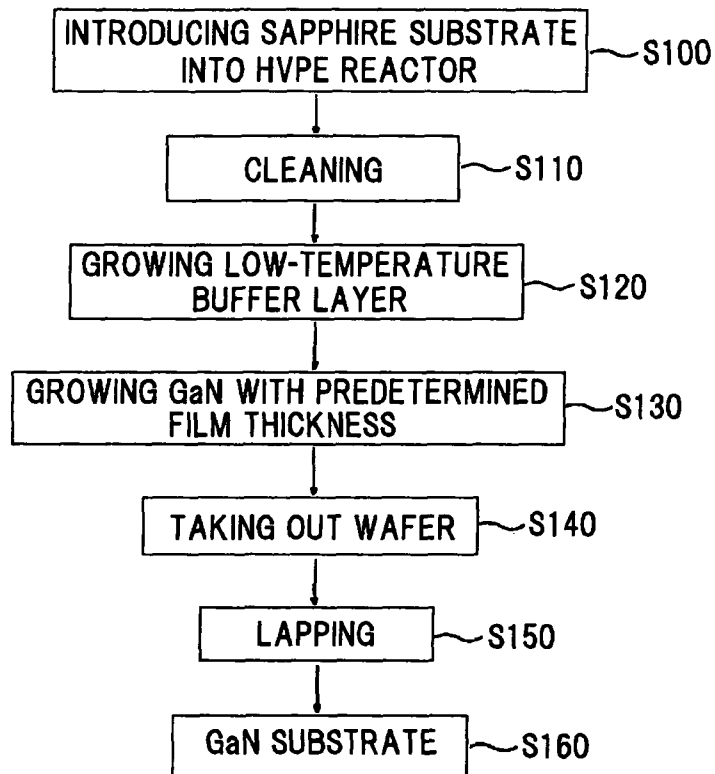 INTRODUCING SAPPHIRE SUBSTRATE
INTO HVPE REACTOR
S100
CLEANING
S110
GROWING LOW-TEMPERATURE
BUFFER LAYER
S120
GROWING GaN WITH PREDETERMINED
FILM THICKNESS
S130
TAKING OUT WAFER
S140
LAPPING
S150
GaN SUBSTRATE
S160